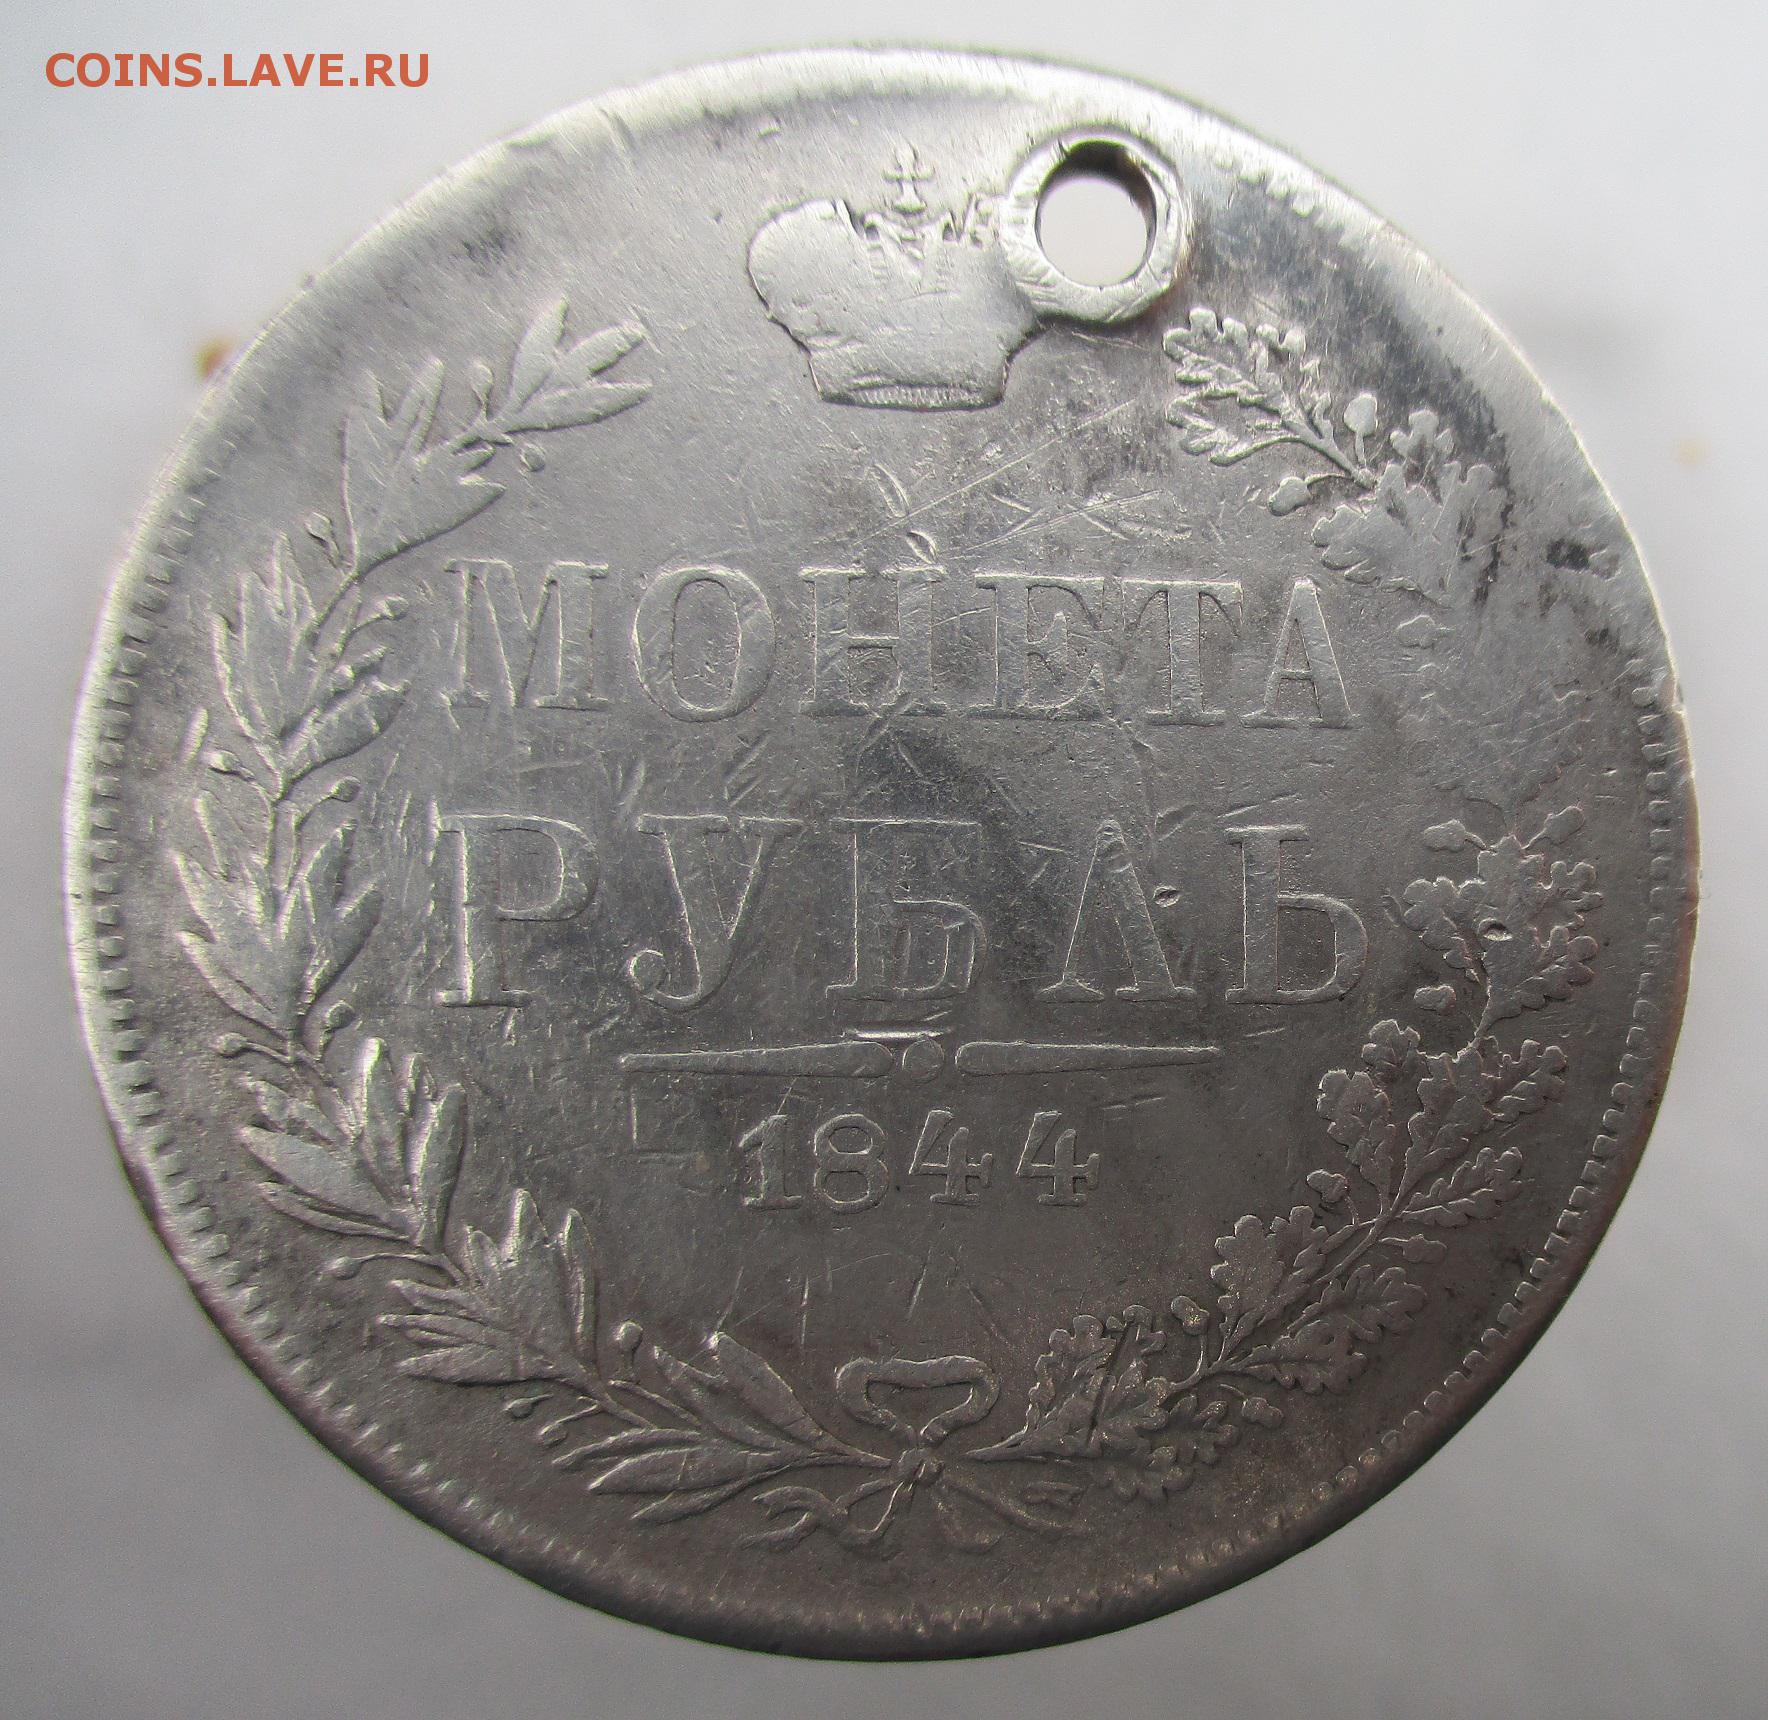 COINS.LAVE.RU
МОНЕТА
РУБЛЬ
1844